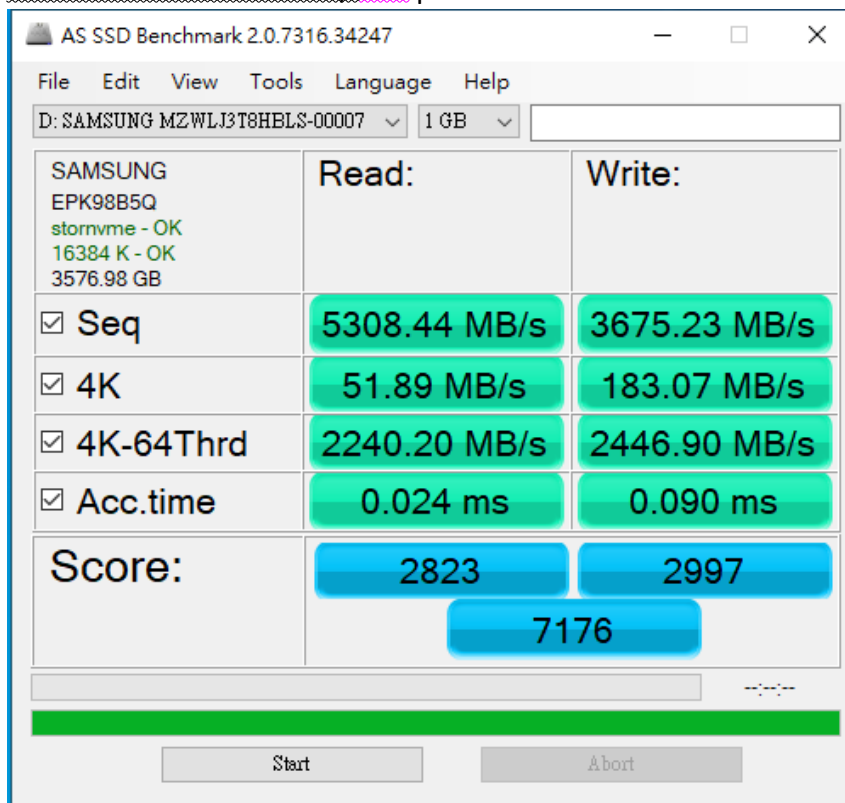 AS SSD Benchmark 2.0.7316.34247
File Edit View Tools Language Help
D: SAMSUNG MZWLJ3T8HBLS-00007 1 GB
SAMSUNG
EPK98B5Q
stornvme - OK
16384 K - OK
3576.98 GB
Read: Write:
Seq 5308.44 MB/s 3675.23 MB/s
4K 51.89 MB/s 183.07 MB/s
4K-64Thrd 2240.20 MB/s 2446.90 MB/s
Acc.time 0.024 ms 0.090 ms
Score: 2823 2997
7176
--:--:--
Start Abort